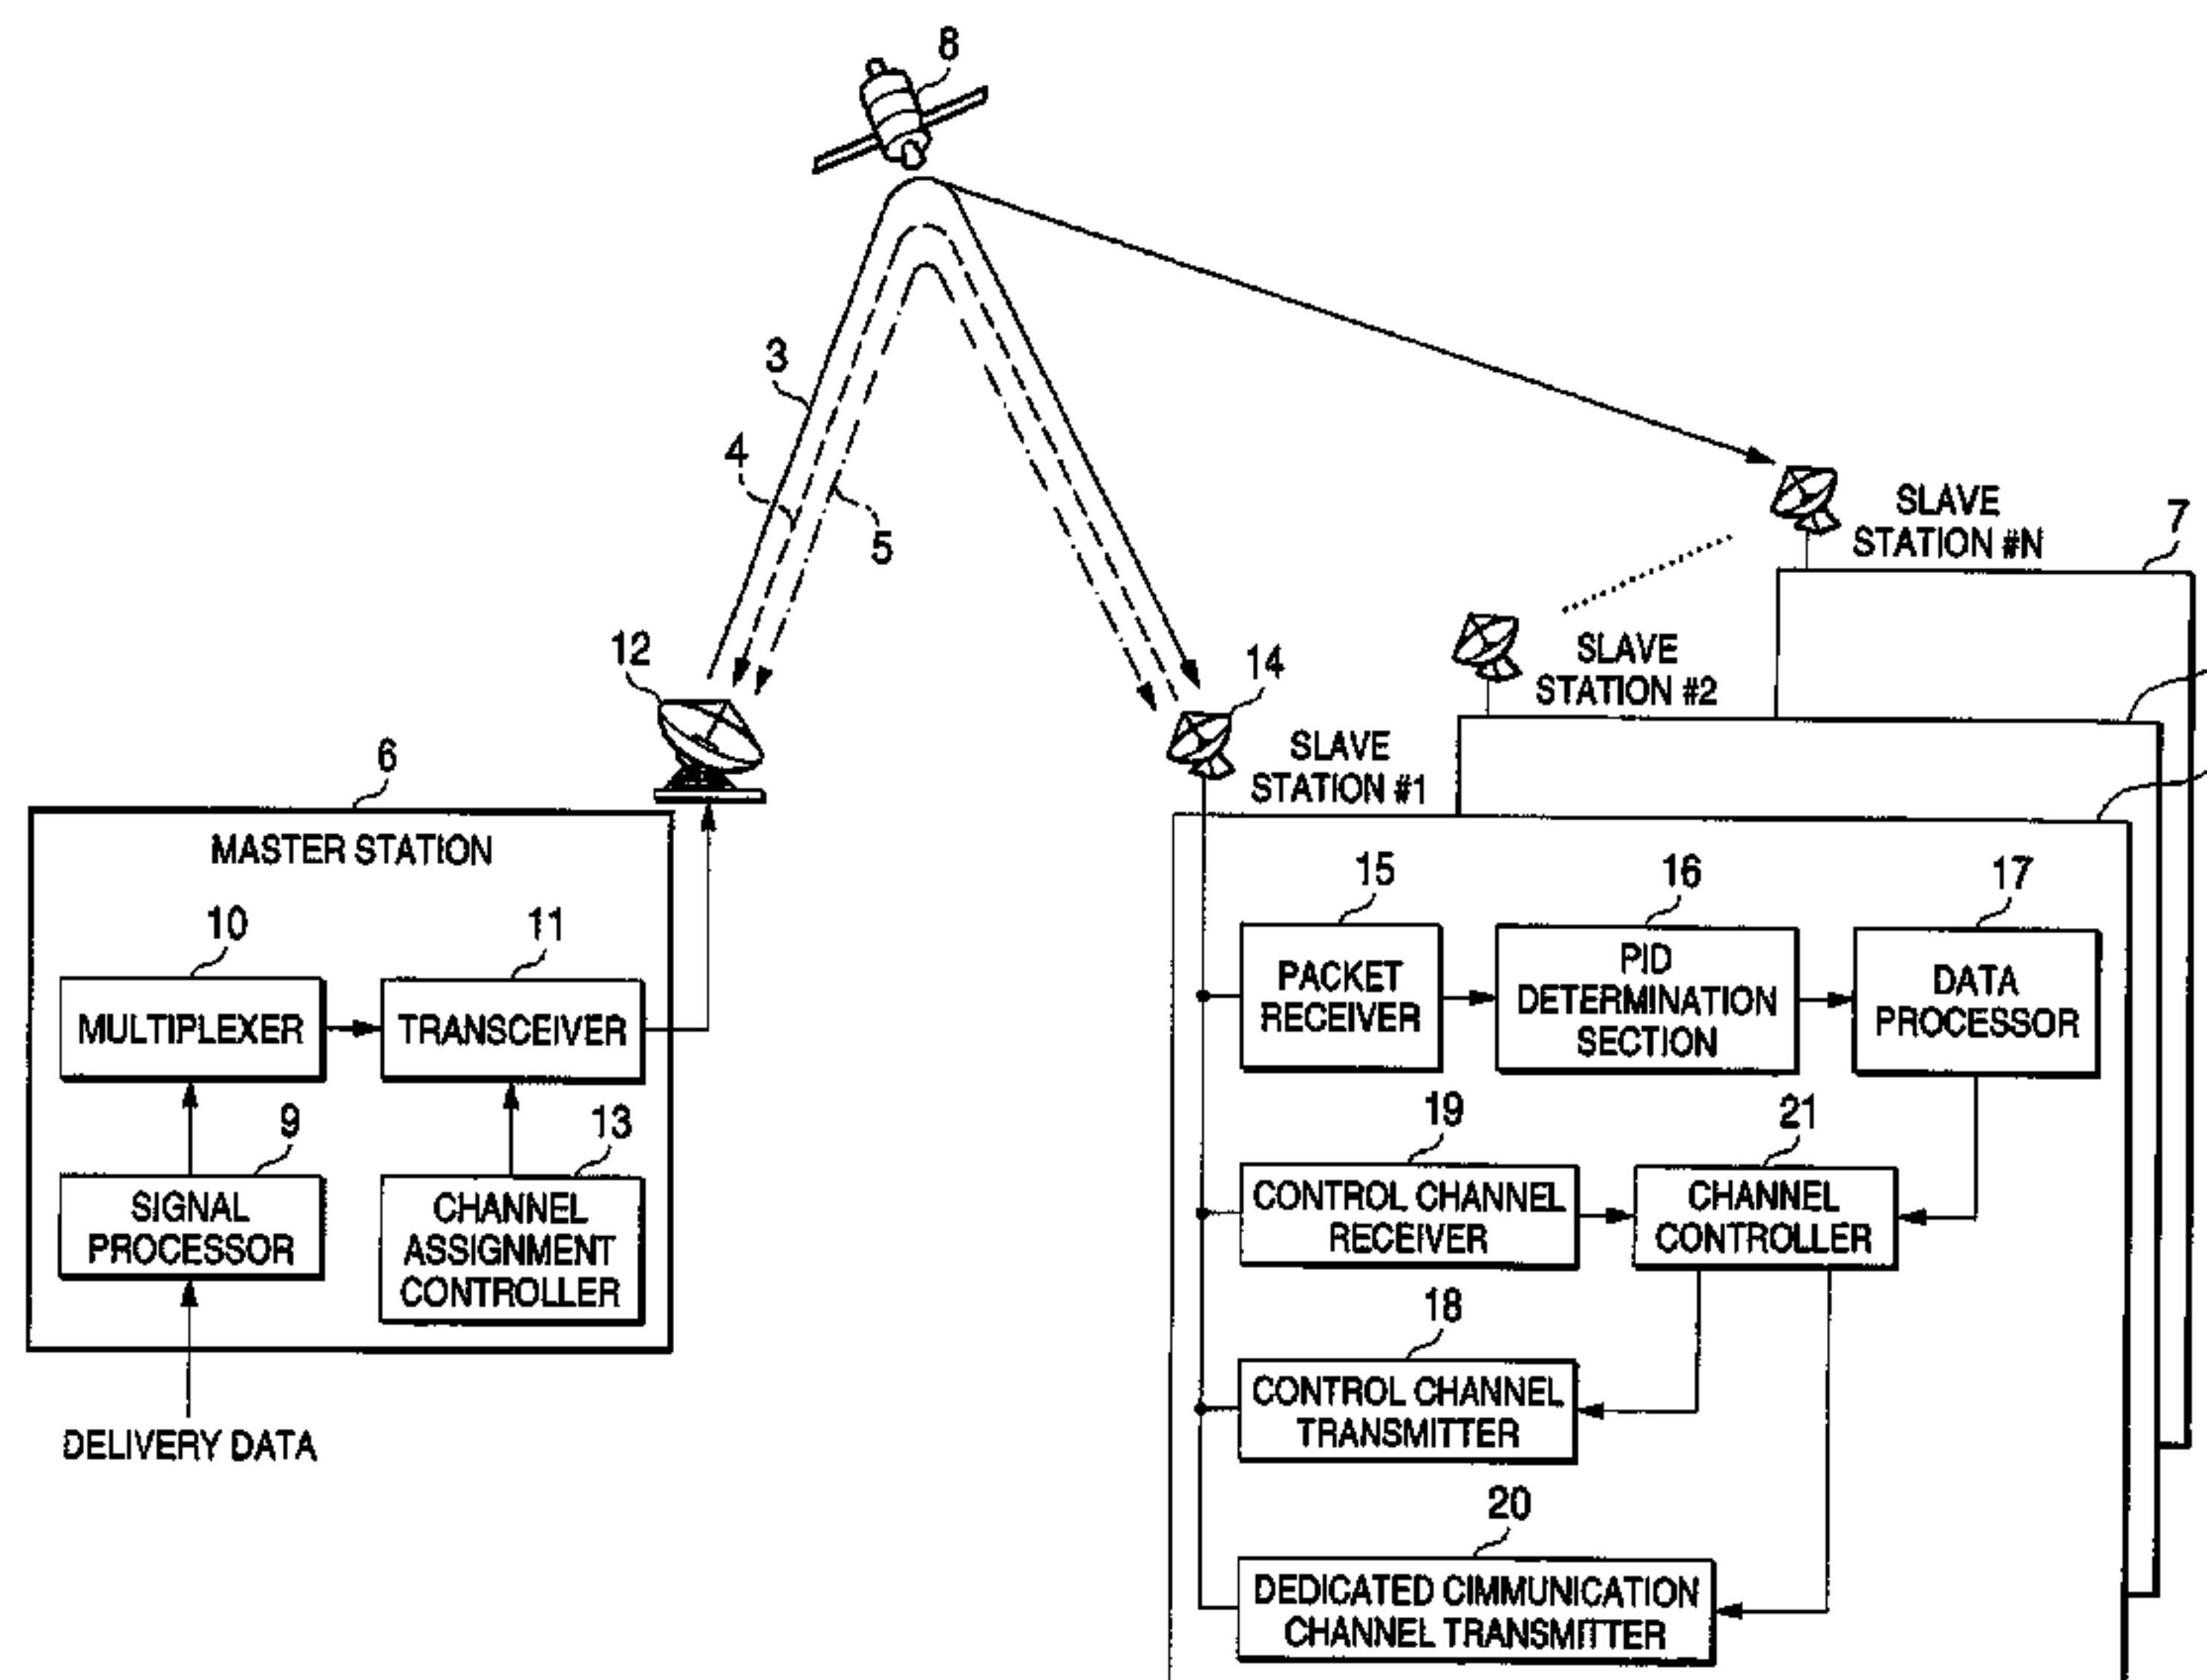 8
3
4
5
12
14
SLAVE
STATION #N
7
SLAVE
STATION #2
SLAVE
STATION #1
6
MASTER STATION
10
11
MULTIPLEXER
TRANSCEIVER
9
13
SIGNAL
PROCESSOR
CHANNEL
ASSIGNMENT
CONTROLLER
DELIVERY DATA
15
16
17
PACKET
RECEIVER
PID
DETERMINATION
SECTION
DATA
PROCESSOR
19
21
CONTROL CHANNEL
RECEIVER
CHANNEL
CONTROLLER
18
CONTROL CHANNEL
TRANSMITTER
20
DEDICATED CIMMUNICATION
CHANNEL TRANSMITTER